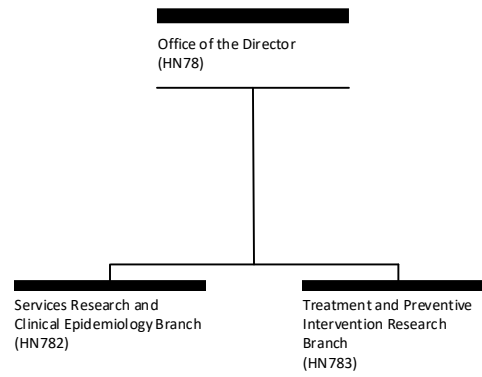 Office of the Director
(HN78)
Services Research and
Clinical Epidemiology Branch
(HN782)
Treatment and Preventive
Intervention Research
Branch
(HN783)